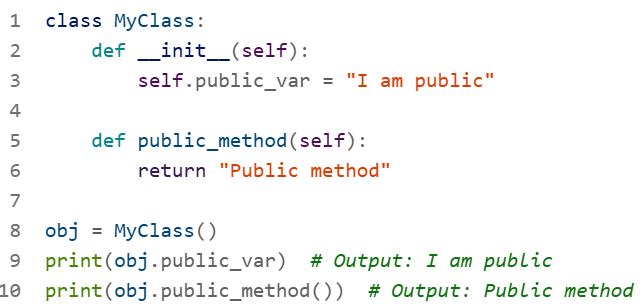 1 class MyClass:
2     def __init__(self):
3         self.public_var = "I am public"
4
5     def public_method(self):
6         return "Public method"
7
8 obj = MyClass()
9 print(obj.public_var)  # Output: I am public
10 print(obj.public_method())  # Output: Public method